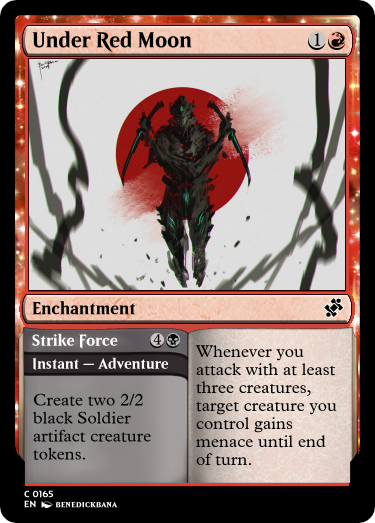 Under Red Moon 1
Enchantment
Strike Force 4
Instant — Adventure
Create two 2/2
black Soldier
artifact creature
tokens.
Whenever you
attack with at least
three creatures,
target creature you
control gains
menace until end
of turn.
C 0165
EN BENEDICKBANA